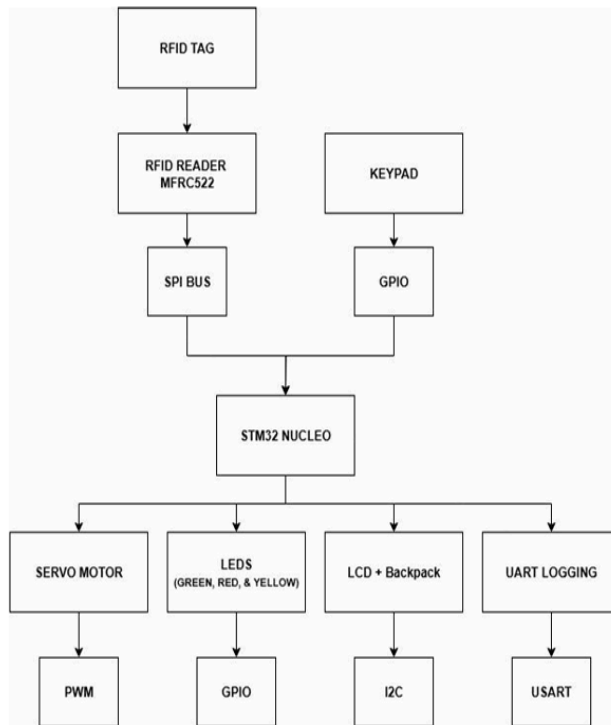 RFID TAG
RFID READER
MFRC522
KEYPAD
SPI BUS
GPIO
STM32 NUCLEO
SERVO MOTOR
LEDS
(GREEN, RED, & YELLOW)
LCD + Backpack
UART LOGGING
PWM
GPIO
I2C
USART